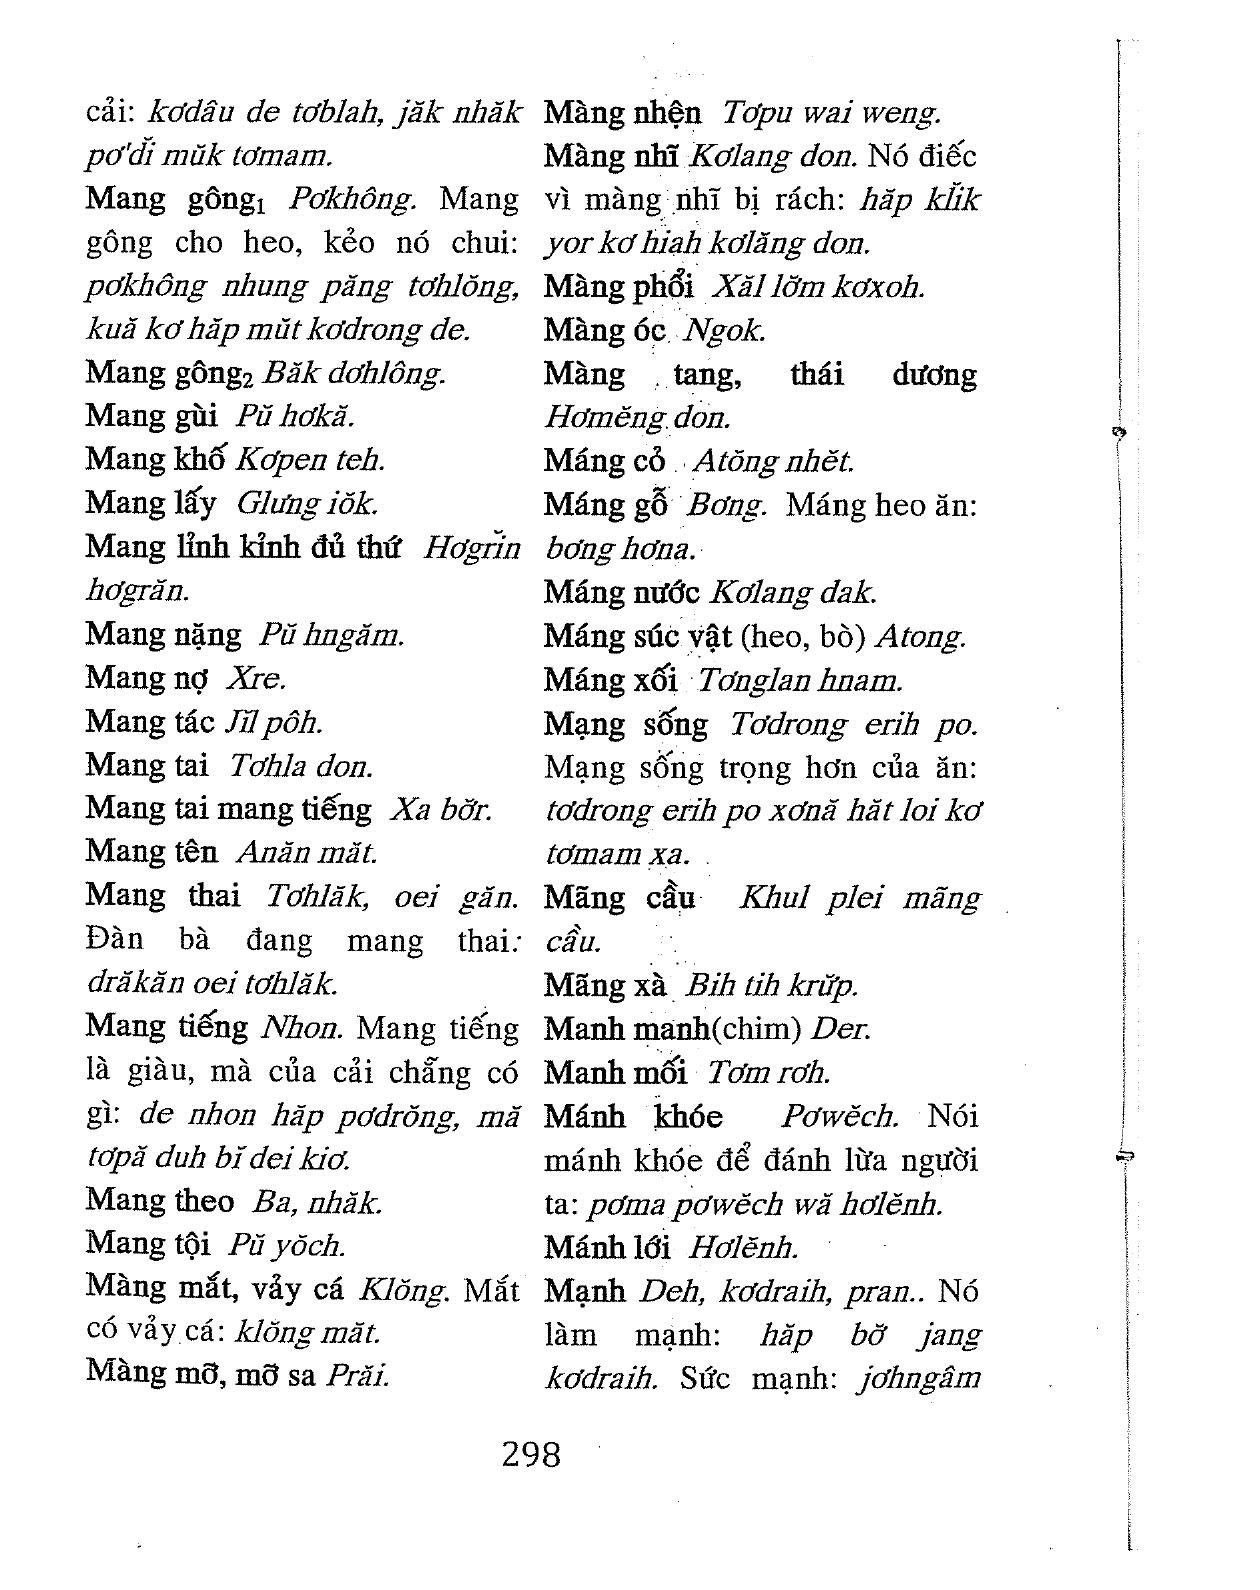 cải: kơdâu de tơblah, jăk nhăk
pơ'dĭ mŭk tơmam.
Mang gông₁ Pơkhông. Mang
gông cho heo, kẻo nó chui:
pơkhông nhung păng tơhlŏng,
kuă kơ hăp mŭt kơdrong de.
Mang gông₂ Băk dơhlông.
Mang gùi Pŭ hơkă.
Mang khố Kơpen teh.
Mang lấy Glưng iŏk.
Mang lỉnh kỉnh đủ thứ Hơgrĭn
hơgrăn.
Mang nặng Pŭ hngăm.
Mang nợ Xre.
Mang tác Jĭl pôh.
Mang tai Tơhla don.
Mang tai mang tiếng Xa bơ̆r.
Mang tên Anăn măt.
Mang thai Tơhlăk, oei găn.
Đàn bà đang mang thai:
drăkăn oei tơhlăk.
Mang tiếng Nhon. Mang tiếng
là giàu, mà của cải chẵng có
gì: de nhon hăp pơdrŏng, mă
tơpă duh bĭ dei kiơ.
Mang theo Ba, nhăk.
Mang tội Pŭ yŏch.
Màng mắt, vảy cá Klŏng. Mắt
có vảy cá: klŏng măt.
Màng mỡ, mỡ sa Prăi.
Màng nhện Tơpu wai weng.
Màng nhĩ Kơlang don. Nó điếc
vì màng nhĩ bị rách: hăp klĭk
yor kơ hiah kơlăng don.
Màng phổi Xăl lơ̆m kơxoh.
Màng óc Ngok.
Màng tang, thái dương
Hơmĕng don.
Máng cỏ Atŏng nhĕt.
Máng gỗ Bơng. Máng heo ăn:
bơng hơna.
Máng nước Kơlang dak.
Máng súc vật (heo, bò) Atong.
Máng xối Tơnglan hnam.
Mạng sống Tơdrong erih po.
Mạng sống trọng hơn của ăn:
tơdrong erih po xơnă hăt loi kơ
tơmam xa.
Mãng cầu Khul plei mãng
cầu.
Mãng xà Bih tih krŭp.
Manh manh(chim) Der.
Manh mối Tơm rơh.
Mánh khóe Pơwĕch. Nói
mánh khóe để đánh lừa người
ta: pơma pơwĕch wă hơlĕnh.
Mánh lới Hơlĕnh.
Mạnh Deh, kơdraih, pran.. Nó
làm mạnh: hăp bơ̆ jang
kơdraih. Sức mạnh: jơhngâm
298